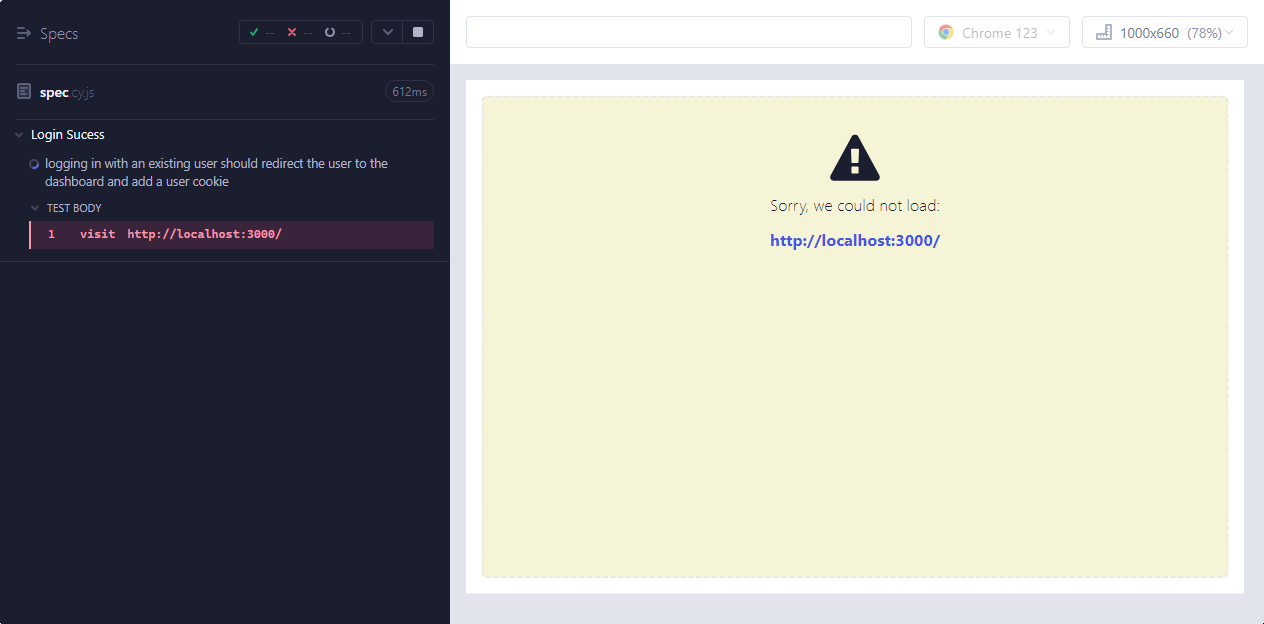 Specs
-- -- --
spec.cy.js 612ms
Login Sucess
logging in with an existing user should redirect the user to the
dashboard and add a user cookie
TEST BODY
1 visit http://localhost:3000/
Chrome 123
1000x660 (78%)
Sorry, we could not load:
http://localhost:3000/